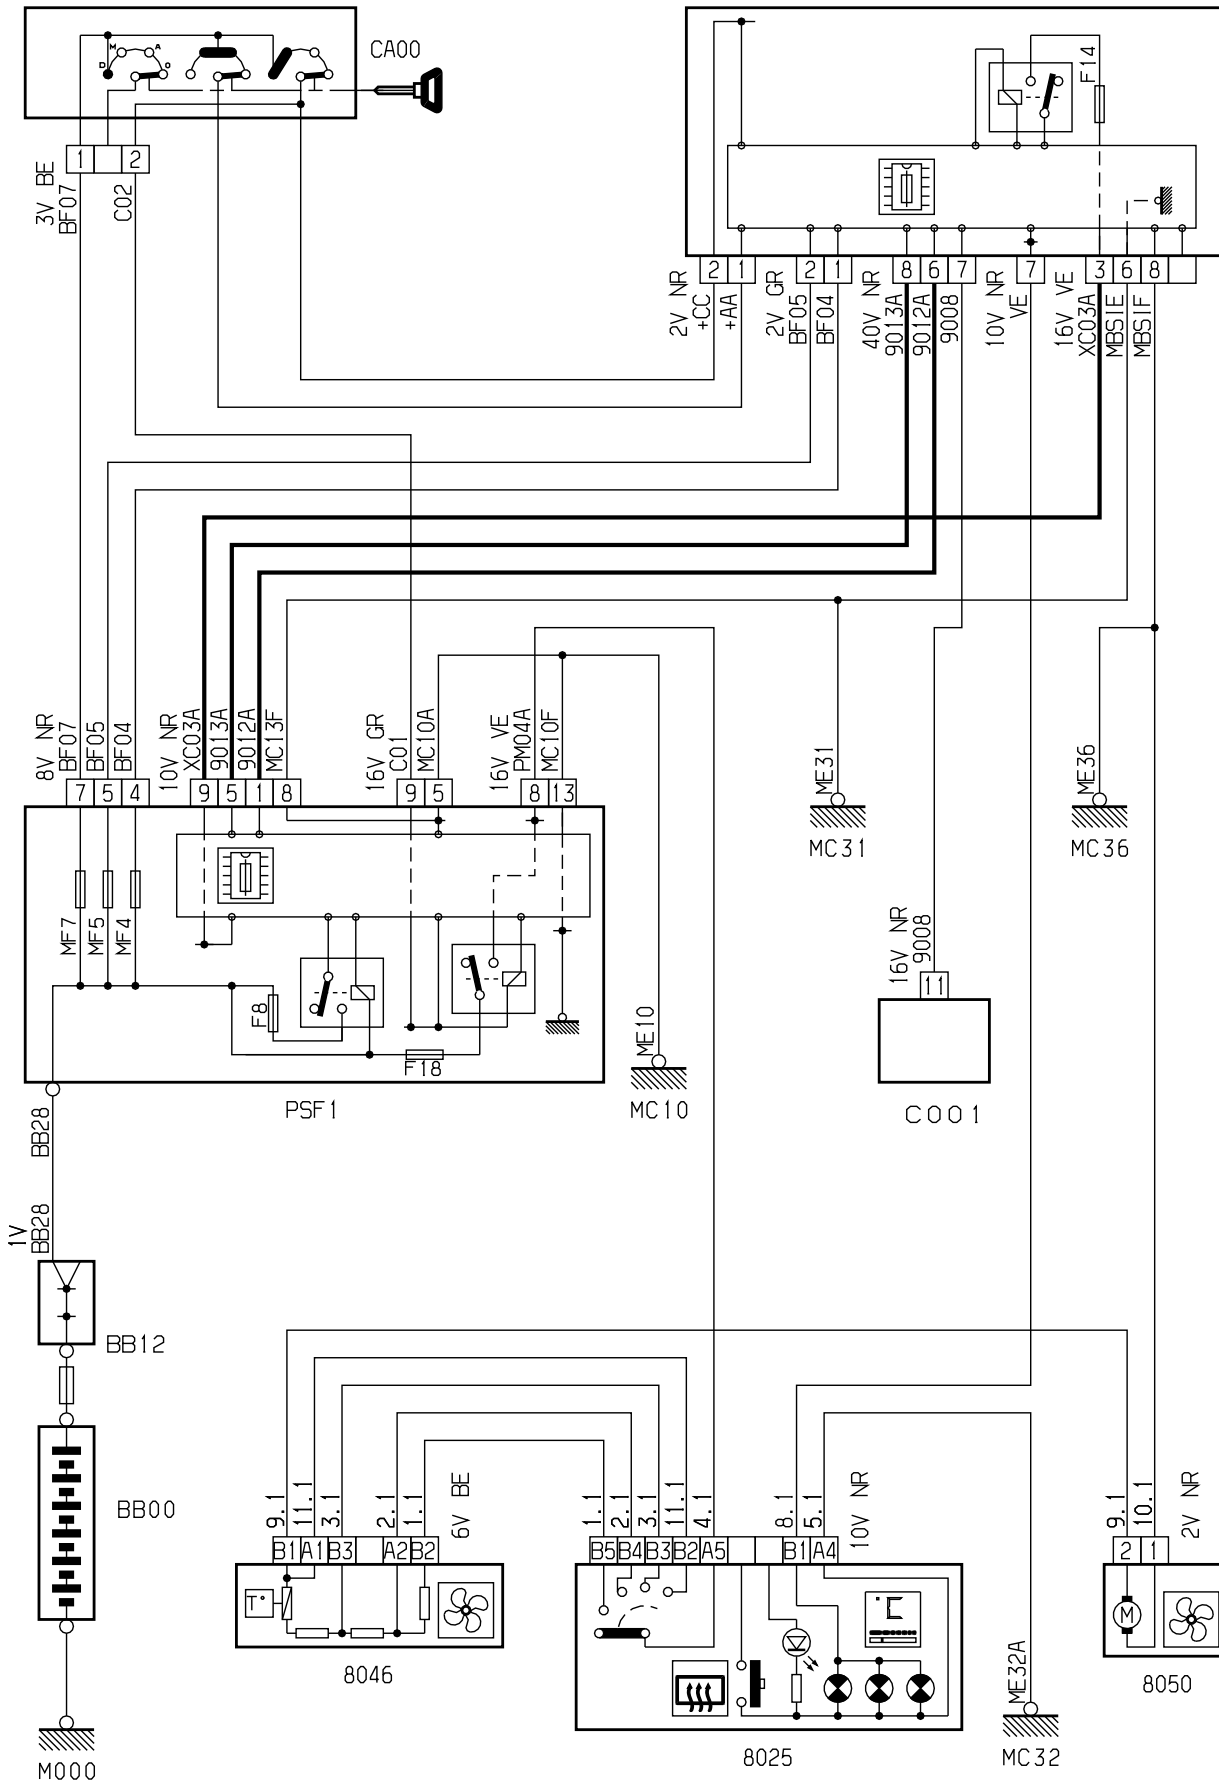 CA00
M
A
D
O
1
2
3V BE
BF07
C02
F14
2
1
2
1
8
6
7
7
3
6
8
2V NR
+CC
+AA
2V GR
BF05
BF04
40V NR
9013A
9012A
9008
10V NR
VE
16V VE
XC03A
MBSIE
MBSIF
8V NR
BF07
BF05
BF04
10V NR
XC03A
9013A
9012A
MC13F
16V GR
C01
MC10A
16V VE
PM04A
MC10F
ME31
MC31
ME36
MC36
7
5
4
9
5
1
8
9
5
8
13
MF7
MF5
MF4
F8
F18
PSF1
ME10
MC10
16V NR
9008
11
C001
BB28
1V
BB28
BB12
BB00
M000
9.1
11.1
3.1
2.1
1.1
6V BE
B1
A1
B3
A2
B2
T°
8046
1.1
2.1
3.1
11.1
4.1
8.1
5.1
10V NR
B5
B4
B3
B2
A5
B1
A4
°C
8025
ME32A
MC32
9.1
10.1
2V NR
2
1
M
8050